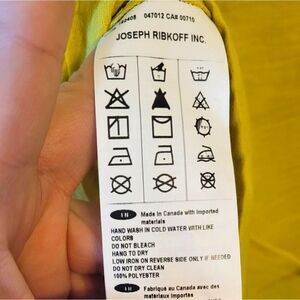 047012 CA# 00710
JOSEPH RIBKOFF INC.
EN
Made in Canada with imported
materials
HAND WASH IN COLD WATER WITH LIKE
COLORS
DO NOT BLEACH
HANG TO DRY
LOW IRON ON REVERSE SIDE ONLY IF NEEDED
DO NOT DRY CLEAN
100% POLYESTER
Fabriqué au Canada avec des
matériaux importés